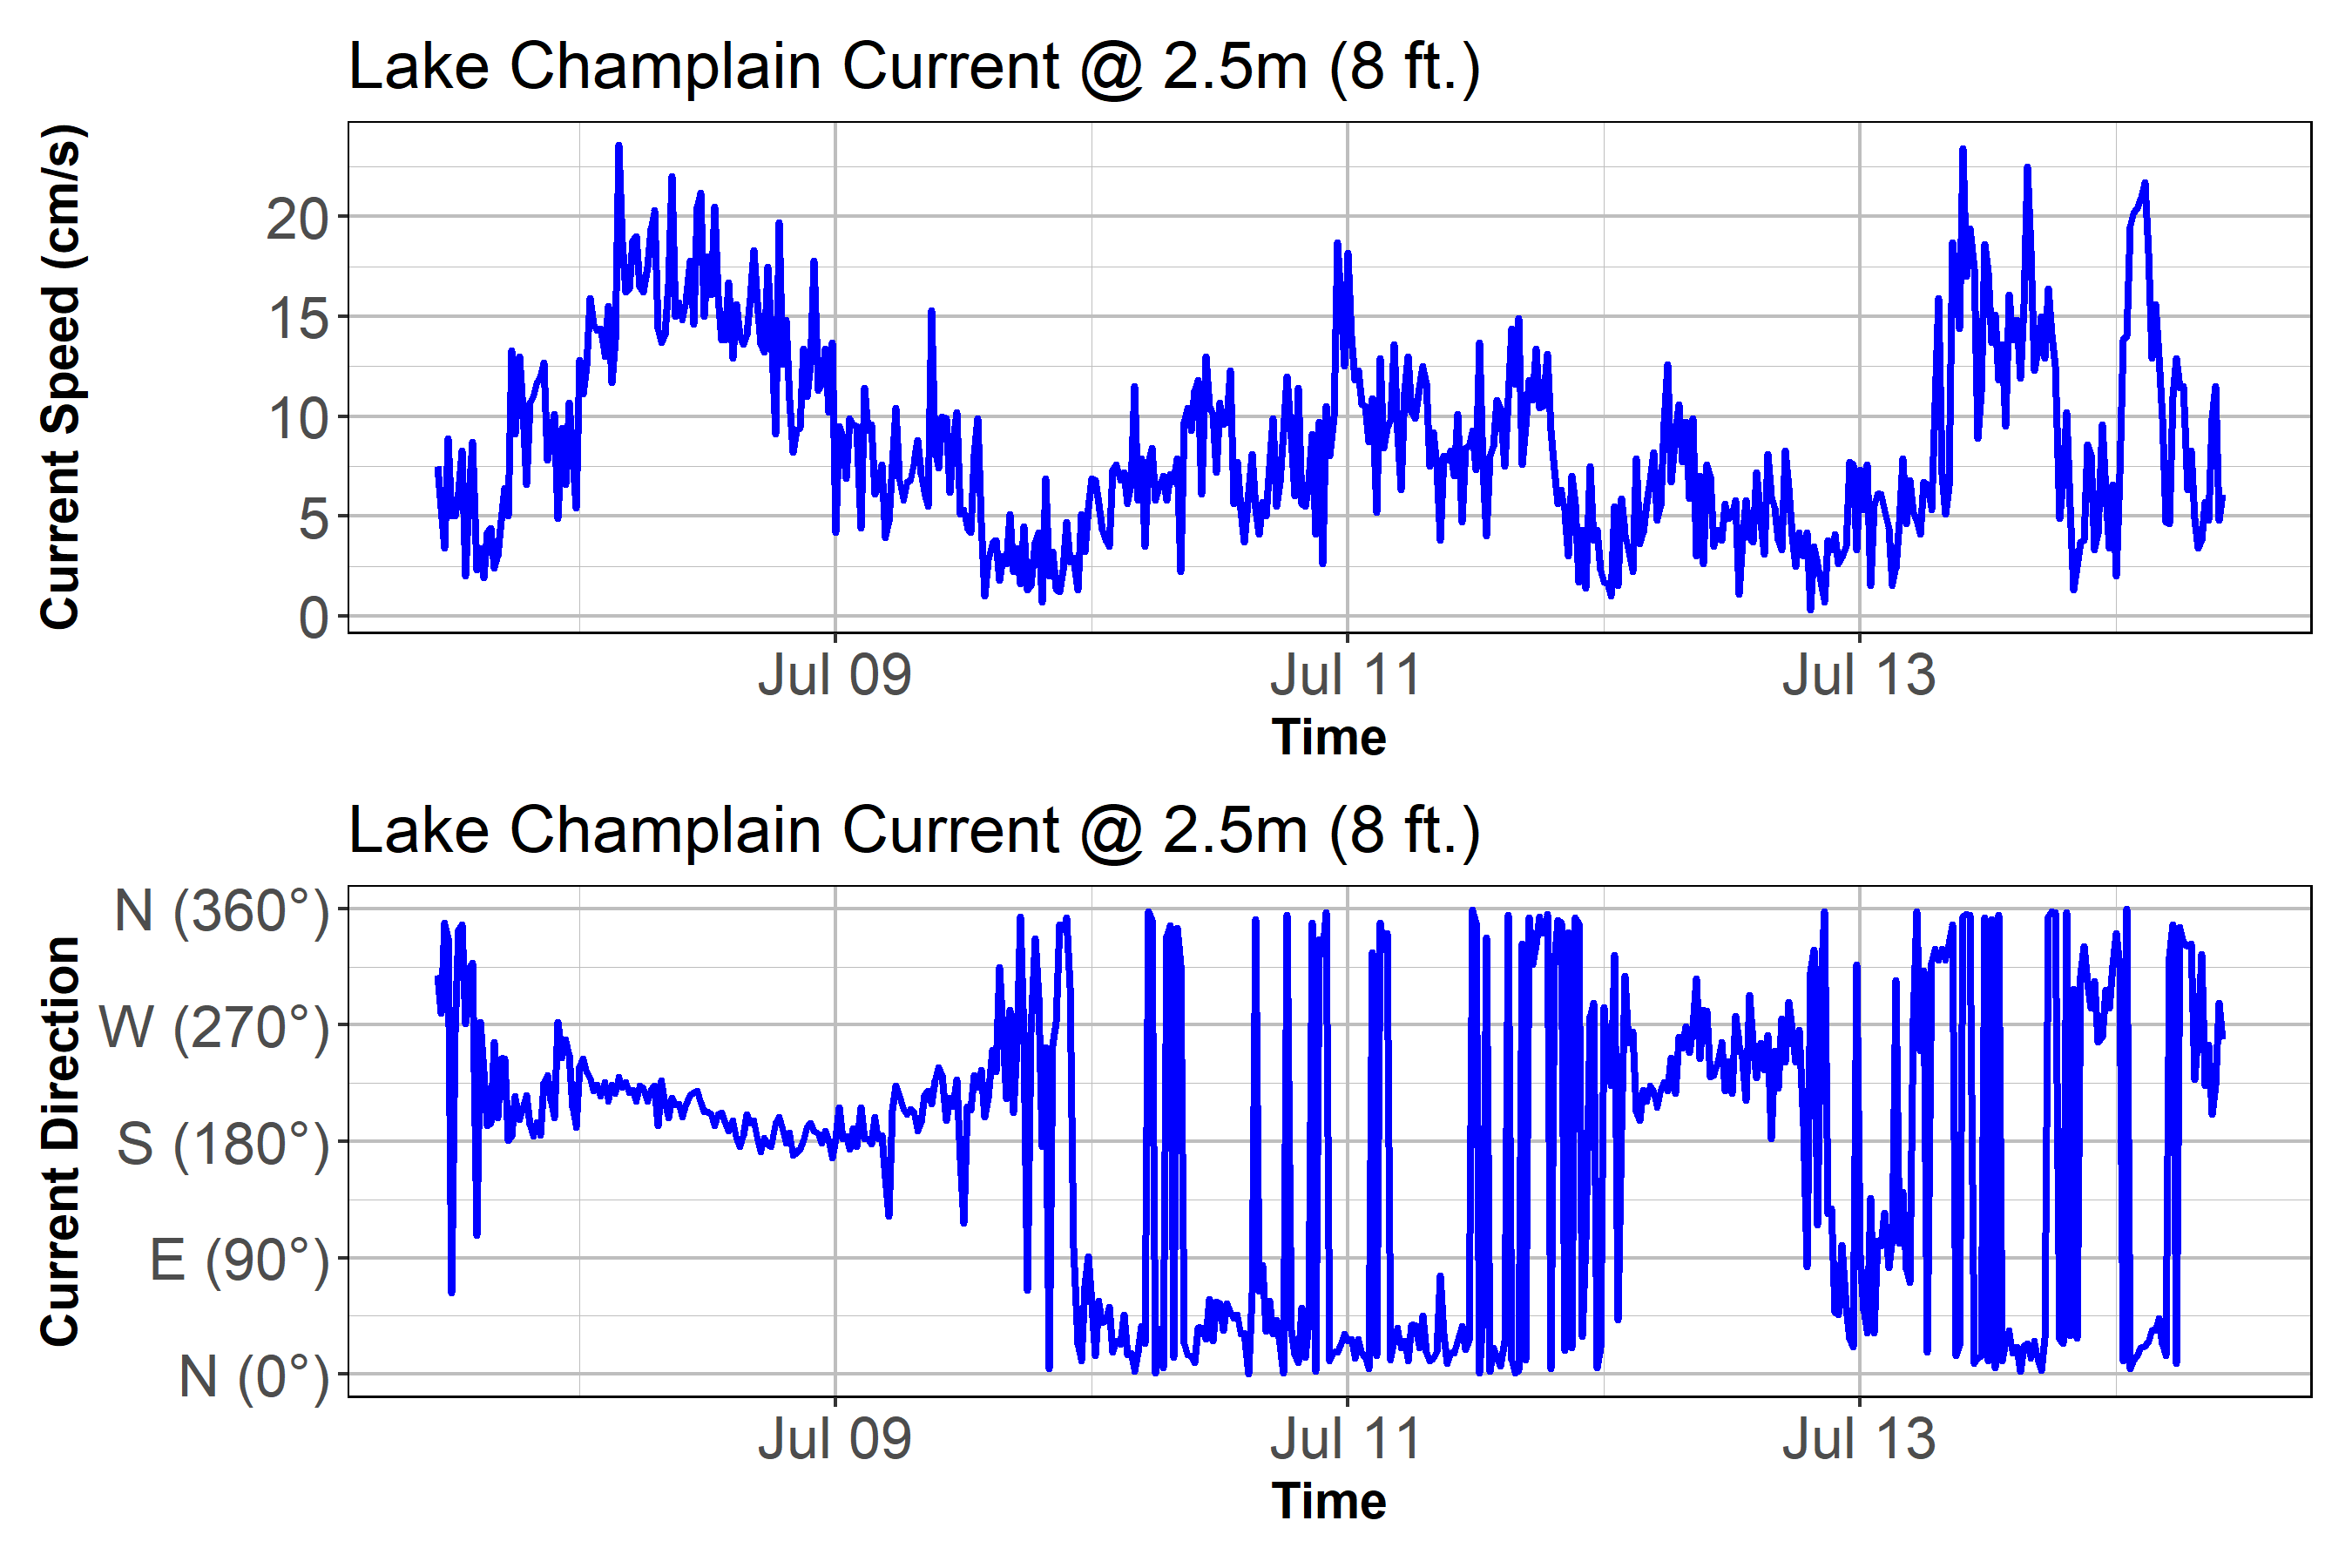 Lake Champlain Current @ 2.5m (8 ft.)
Current Speed (cm/s)
20
15
10
5
0
Jul 09 Jul 11 Jul 13
Time
Lake Champlain Current @ 2.5m (8 ft.)
Current Direction
N (360°)
W (270°)
S (180°)
E (90°)
N (0°)
Jul 09 Jul 11 Jul 13
Time